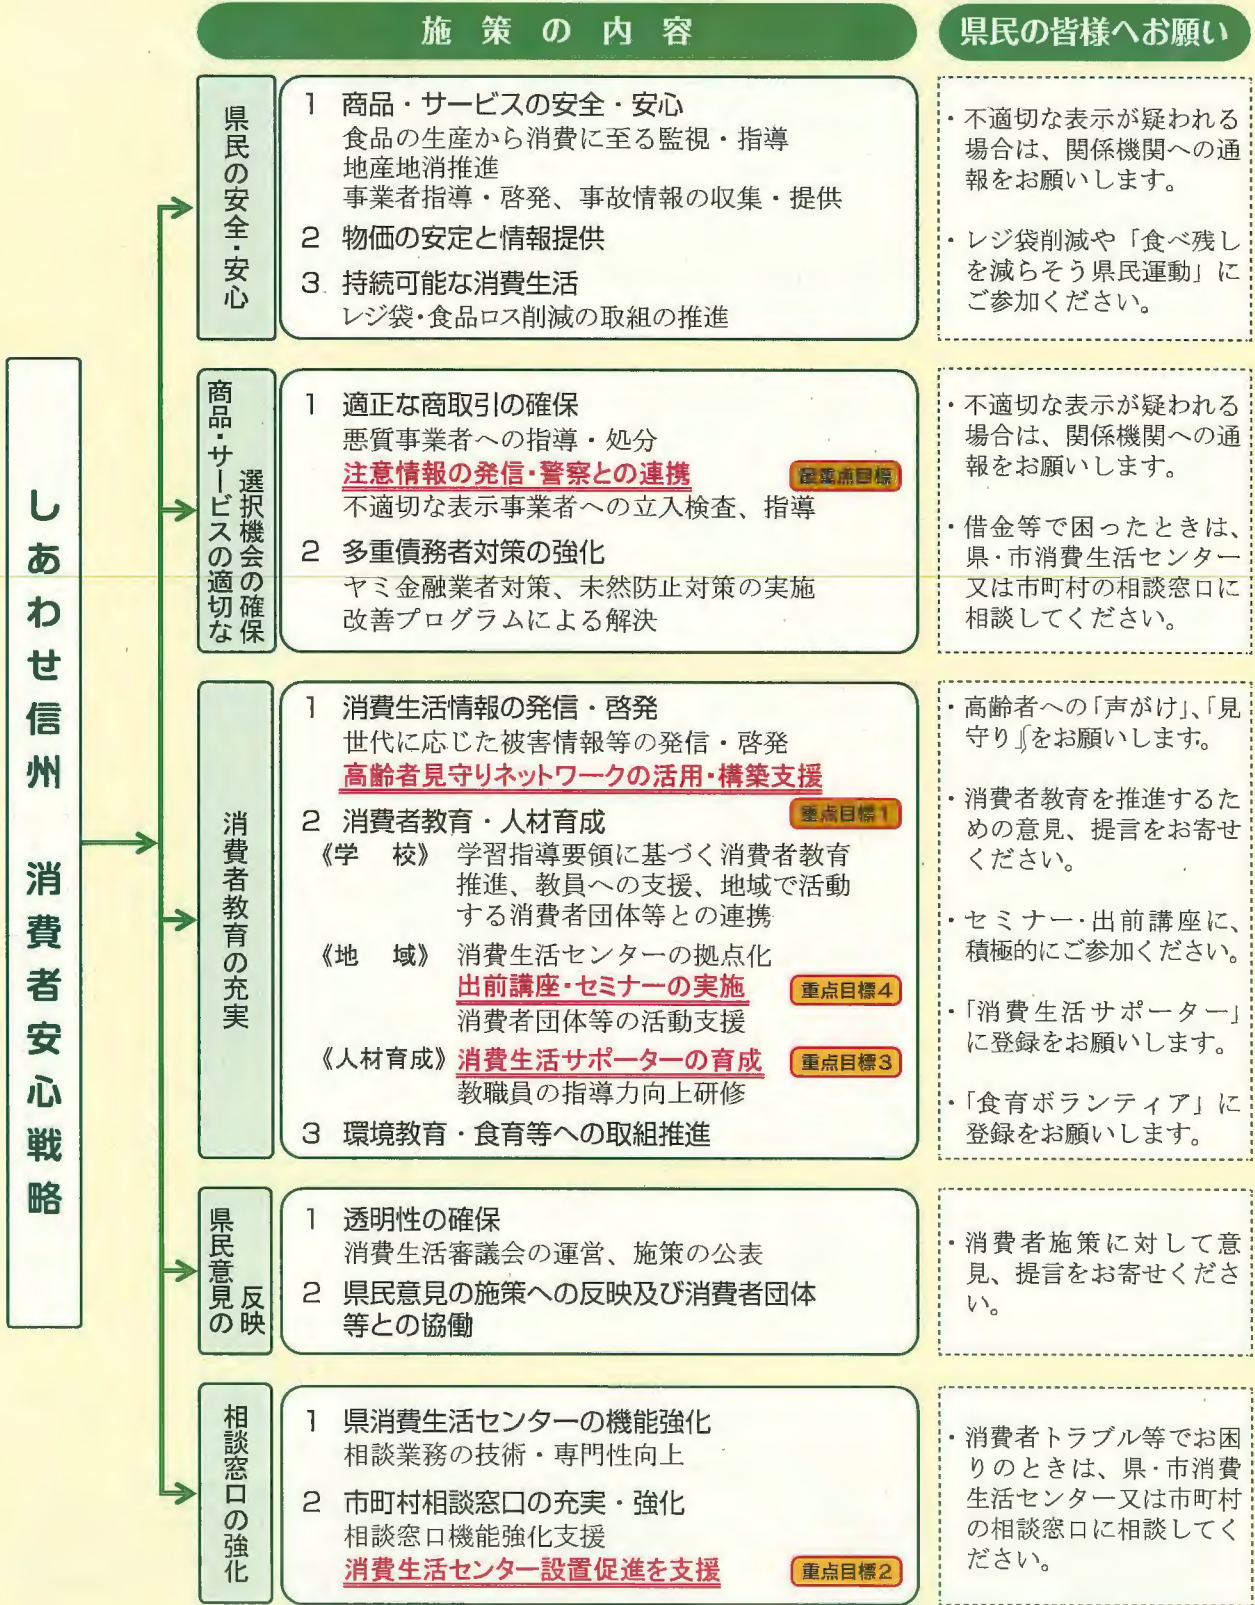 施策の内容
県民の皆様へお願い
しあわせ信州 消費者安心戦略
県民の安全・安心
1 商品・サービスの安全・安心
食品の生産から消費に至る監視・指導
地産地消推進
事業者指導・啓発、事故情報の収集・提供
2 物価の安定と情報提供
3 持続可能な消費生活
レジ袋・食品ロス削減の取組の推進
・不適切な表示が疑われる
場合は、関係機関への通
報をお願いします。
・レジ袋削減や「食べ残し
を減らそう県民運動」に
ご参加ください。
商品・サービスの適切な
選択機会の確保
1 適正な商取引の確保
悪質事業者への指導・処分
注意情報の発信・警察との連携
最重点目標
不適切な表示事業者への立入検査、指導
2 多重債務者対策の強化
ヤミ金融業者対策、未然防止対策の実施
改善プログラムによる解決
・不適切な表示が疑われる
場合は、関係機関への通
報をお願いします。
・借金等で困ったときは、
県・市消費生活センター
又は市町村の相談窓口に
相談してください。
消費者教育の充実
1 消費生活情報の発信・啓発
世代に応じた被害情報等の発信・啓発
高齢者見守りネットワークの活用・構築支援
重点目標1
2 消費者教育・人材育成
《学 校》 学習指導要領に基づく消費者教育
推進、教員への支援、地域で活動
する消費者団体等との連携
《地 域》 消費生活センターの拠点化
出前講座・セミナーの実施 重点目標4
消費者団体等の活動支援
《人材育成》 消費生活サポーターの育成 重点目標3
教職員の指導力向上研修
3 環境教育・食育等への取組推進
・高齢者への「声がけ」、「見
守り」をお願いします。
・消費者教育を推進するた
めの意見、提言をお寄せ
ください。
・セミナー・出前講座に、
積極的にご参加ください。
・「消費生活サポーター」
に登録をお願いします。
・「食育ボランティア」に
登録をお願いします。
県民意見の
反映
1 透明性の確保
消費生活審議会の運営、施策の公表
2 県民意見の施策への反映及び消費者団体
等との協働
・消費者施策に対して意
見、提言をお寄せくださ
い。
相談窓口の強化
1 県消費生活センターの機能強化
相談業務の技術・専門性向上
2 市町村相談窓口の充実・強化
相談窓口機能強化支援
消費生活センター設置促進を支援 重点目標2
・消費者トラブル等でお困
りのときは、県・市消費
生活センター又は市町村
の相談窓口に相談してく
ださい。